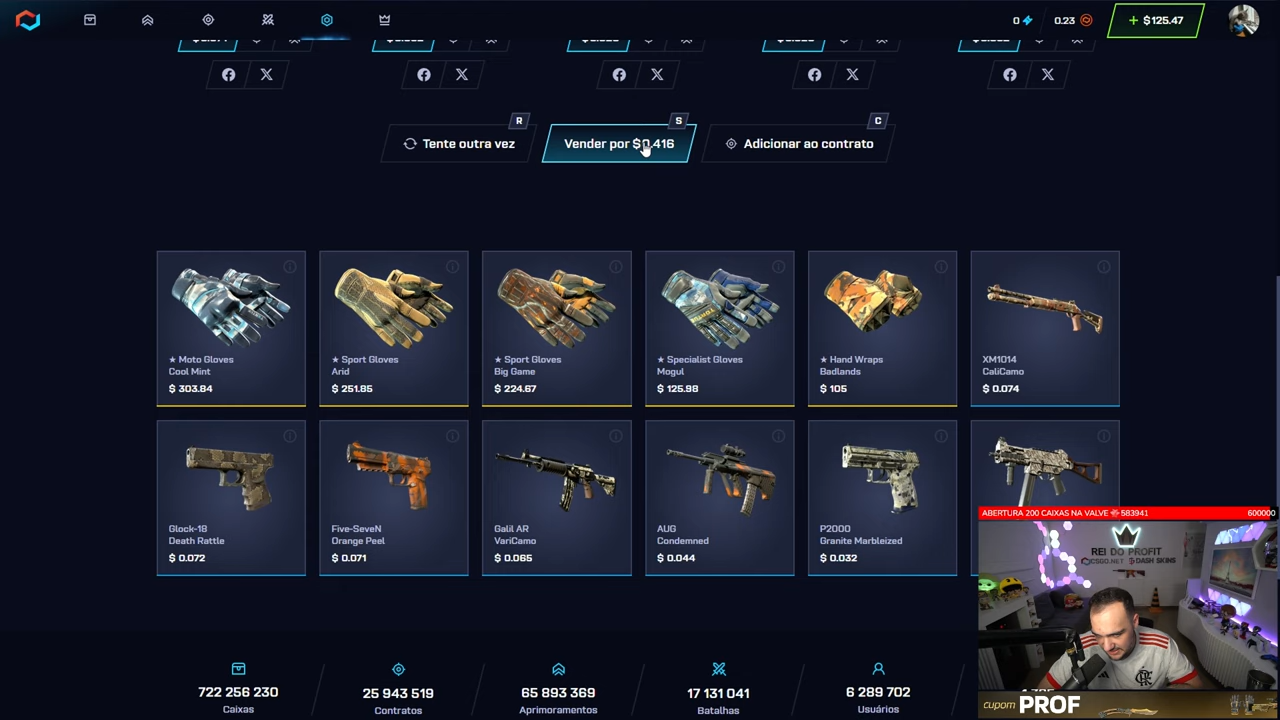 0
0.23
+ $125.47
R
Tente outra vez
S
Vender por $0.416
C
Adicionar ao contrato
★ Moto Gloves
Cool Mint
$ 303.84
★ Sport Gloves
Arid
$ 251.85
★ Sport Gloves
Big Game
$ 224.67
★ Specialist Gloves
Mogul
$ 125.98
★ Hand Wraps
Badlands
$ 105
XM1014
CaliCamo
$ 0.074
Glock-18
Death Rattle
$ 0.072
Five-SeveN
Orange Peel
$ 0.071
Galil AR
VariCamo
$ 0.065
AUG
Condemned
$ 0.044
P2000
Granite Marbleized
$ 0.032
ABERTURA 200 CAIXAS NA VALVE 583941
600000
REI DO PROFIT
CSGO.NET DASH SKINS
cupom PROF
722 256 230
Caixas
25 943 519
Contratos
65 893 369
Aprimoramentos
17 131 041
Batalhas
6 289 702
Usuários